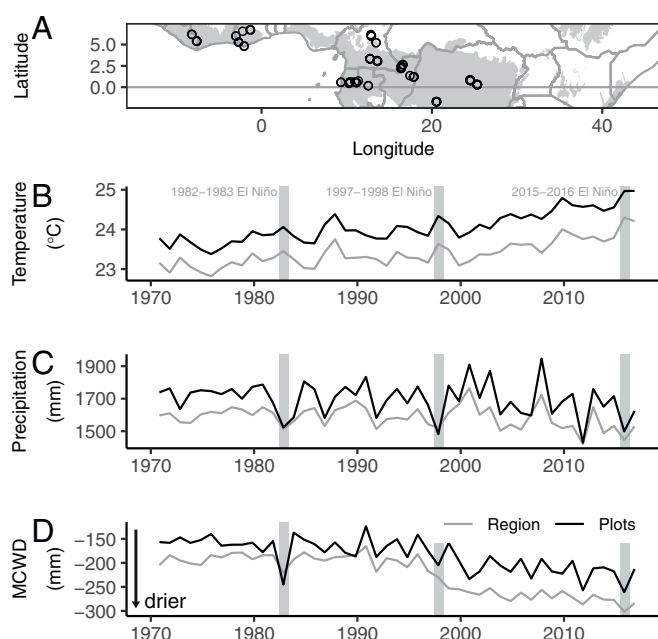 A
Latitude
5.0
2.5
0.0
0 20 40
Longitude
B
Temperature
(°C)
25
24
23
1982–1983 El Niño 1997–1998 El Niño 2015–2016 El Niño
1970 1980 1990 2000 2010
C
Precipitation
(mm)
1900
1700
1500
1970 1980 1990 2000 2010
D
Region Plots
MCWD
(mm)
−150
−200
−250
−300
drier
1970 1980 1990 2000 2010